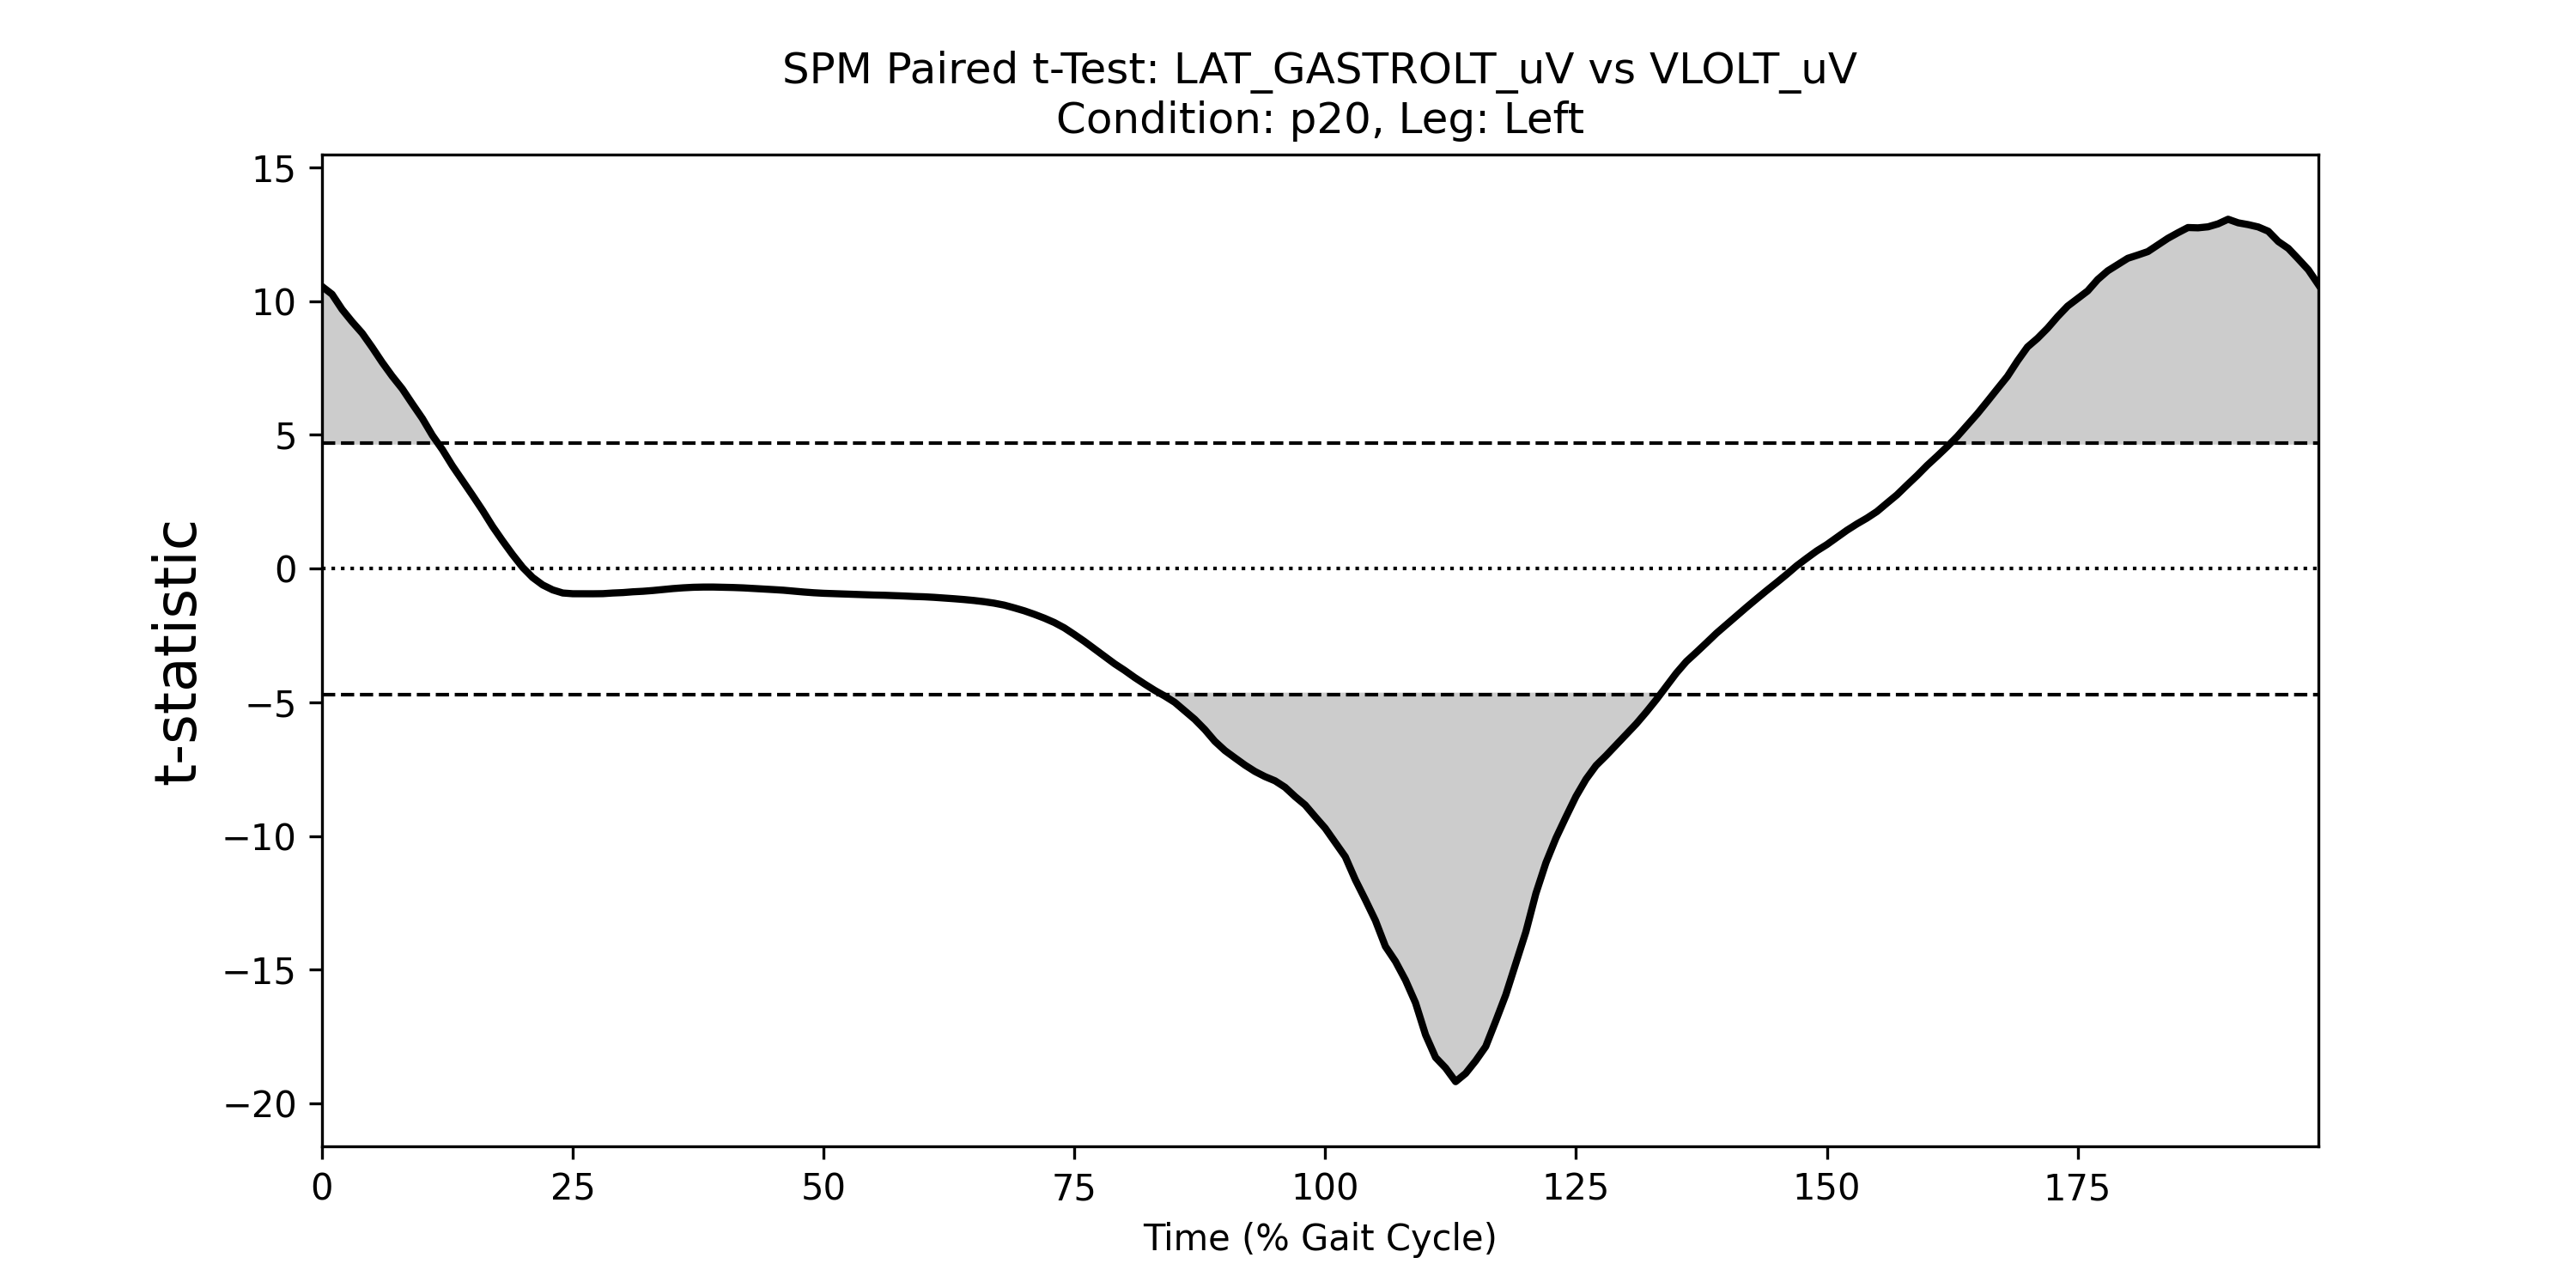 SPM Paired t-Test: LAT_GASTROLT_uV vs VLOLT_uV
Condition: p20, Leg: Left
15
10
5
0
−5
−10
−15
−20
t-statistic
0 25 50 75 100 125 150 175
Time (% Gait Cycle)